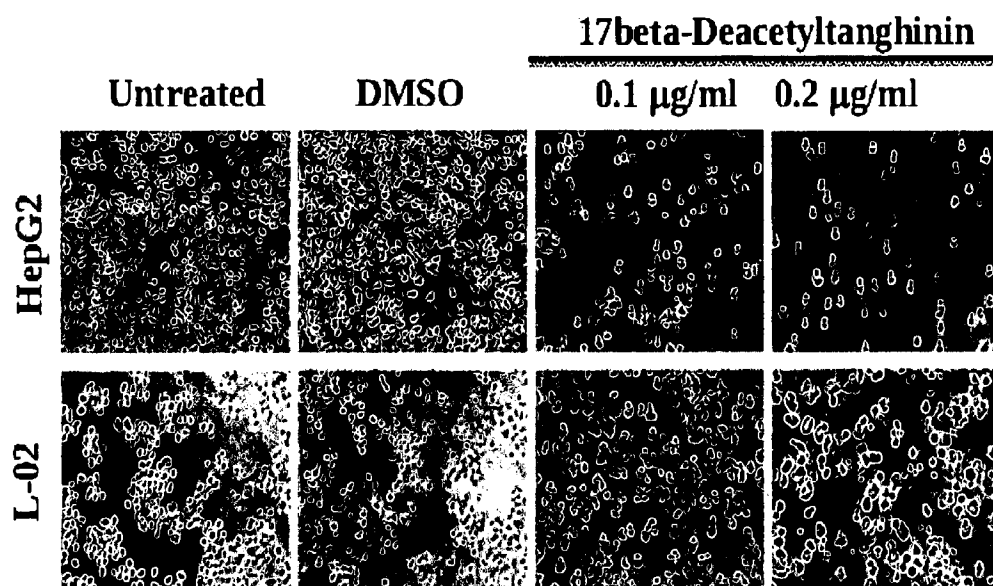 17beta-Deacetyltanghinin
Untreated DMSO 0.1 μg/ml 0.2 μg/ml
HepG2
L-02